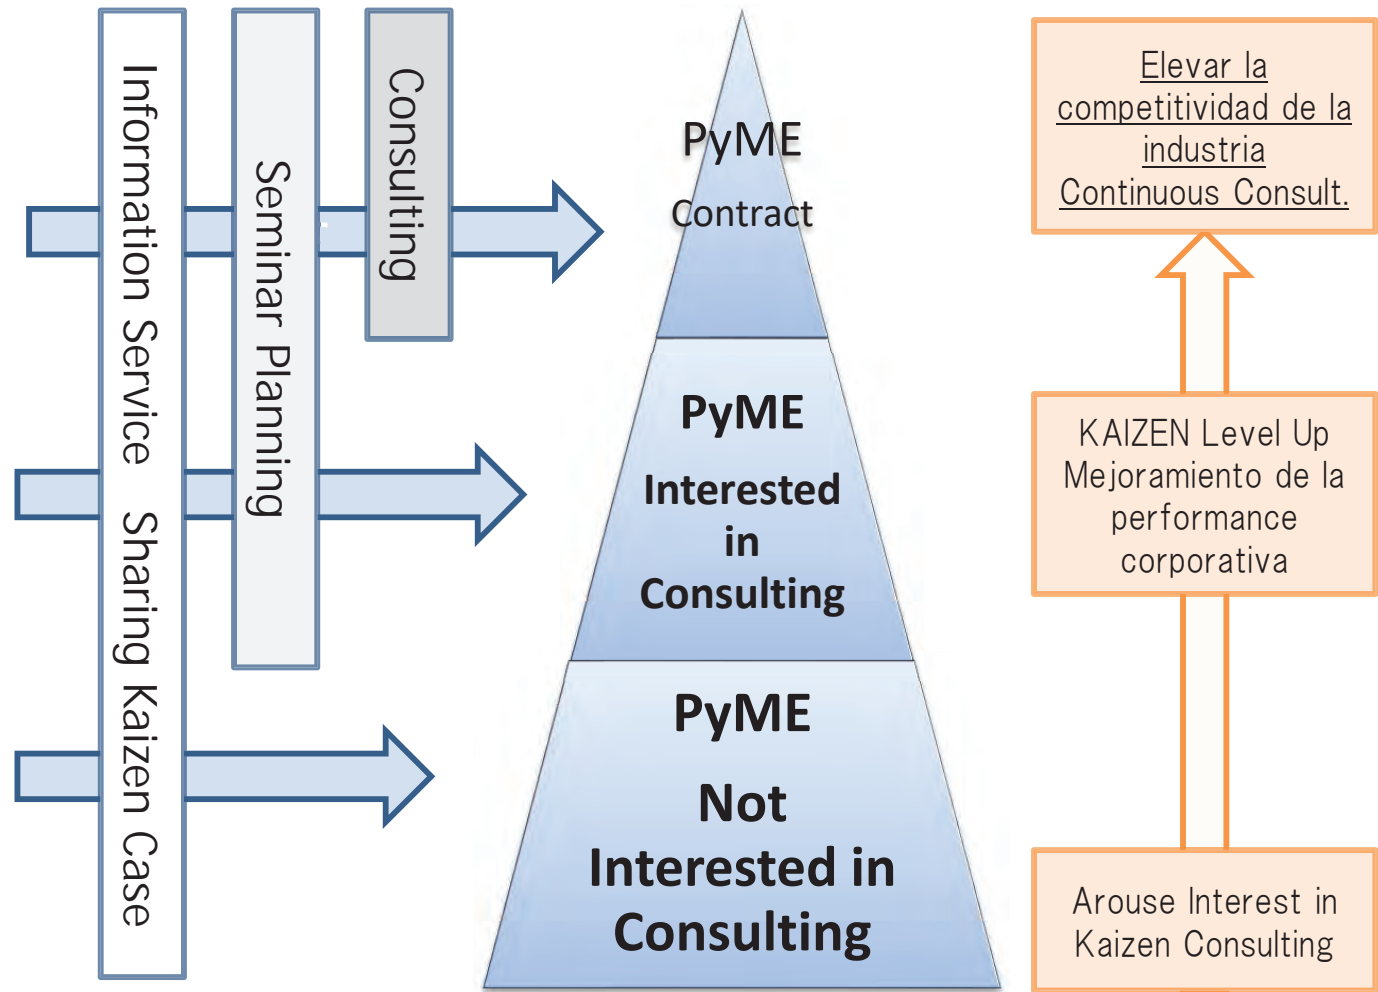 Information Service  Sharing Kaizen Case
Seminar Planning
Consulting
PyME
Contract
PyME
Interested
in
Consulting
PyME
Not
Interested in
Consulting
Elevar la
competitividad de la
industria
Continuous Consult.
KAIZEN Level Up
Mejoramiento de la
performance
corporativa
Arouse Interest in
Kaizen Consulting